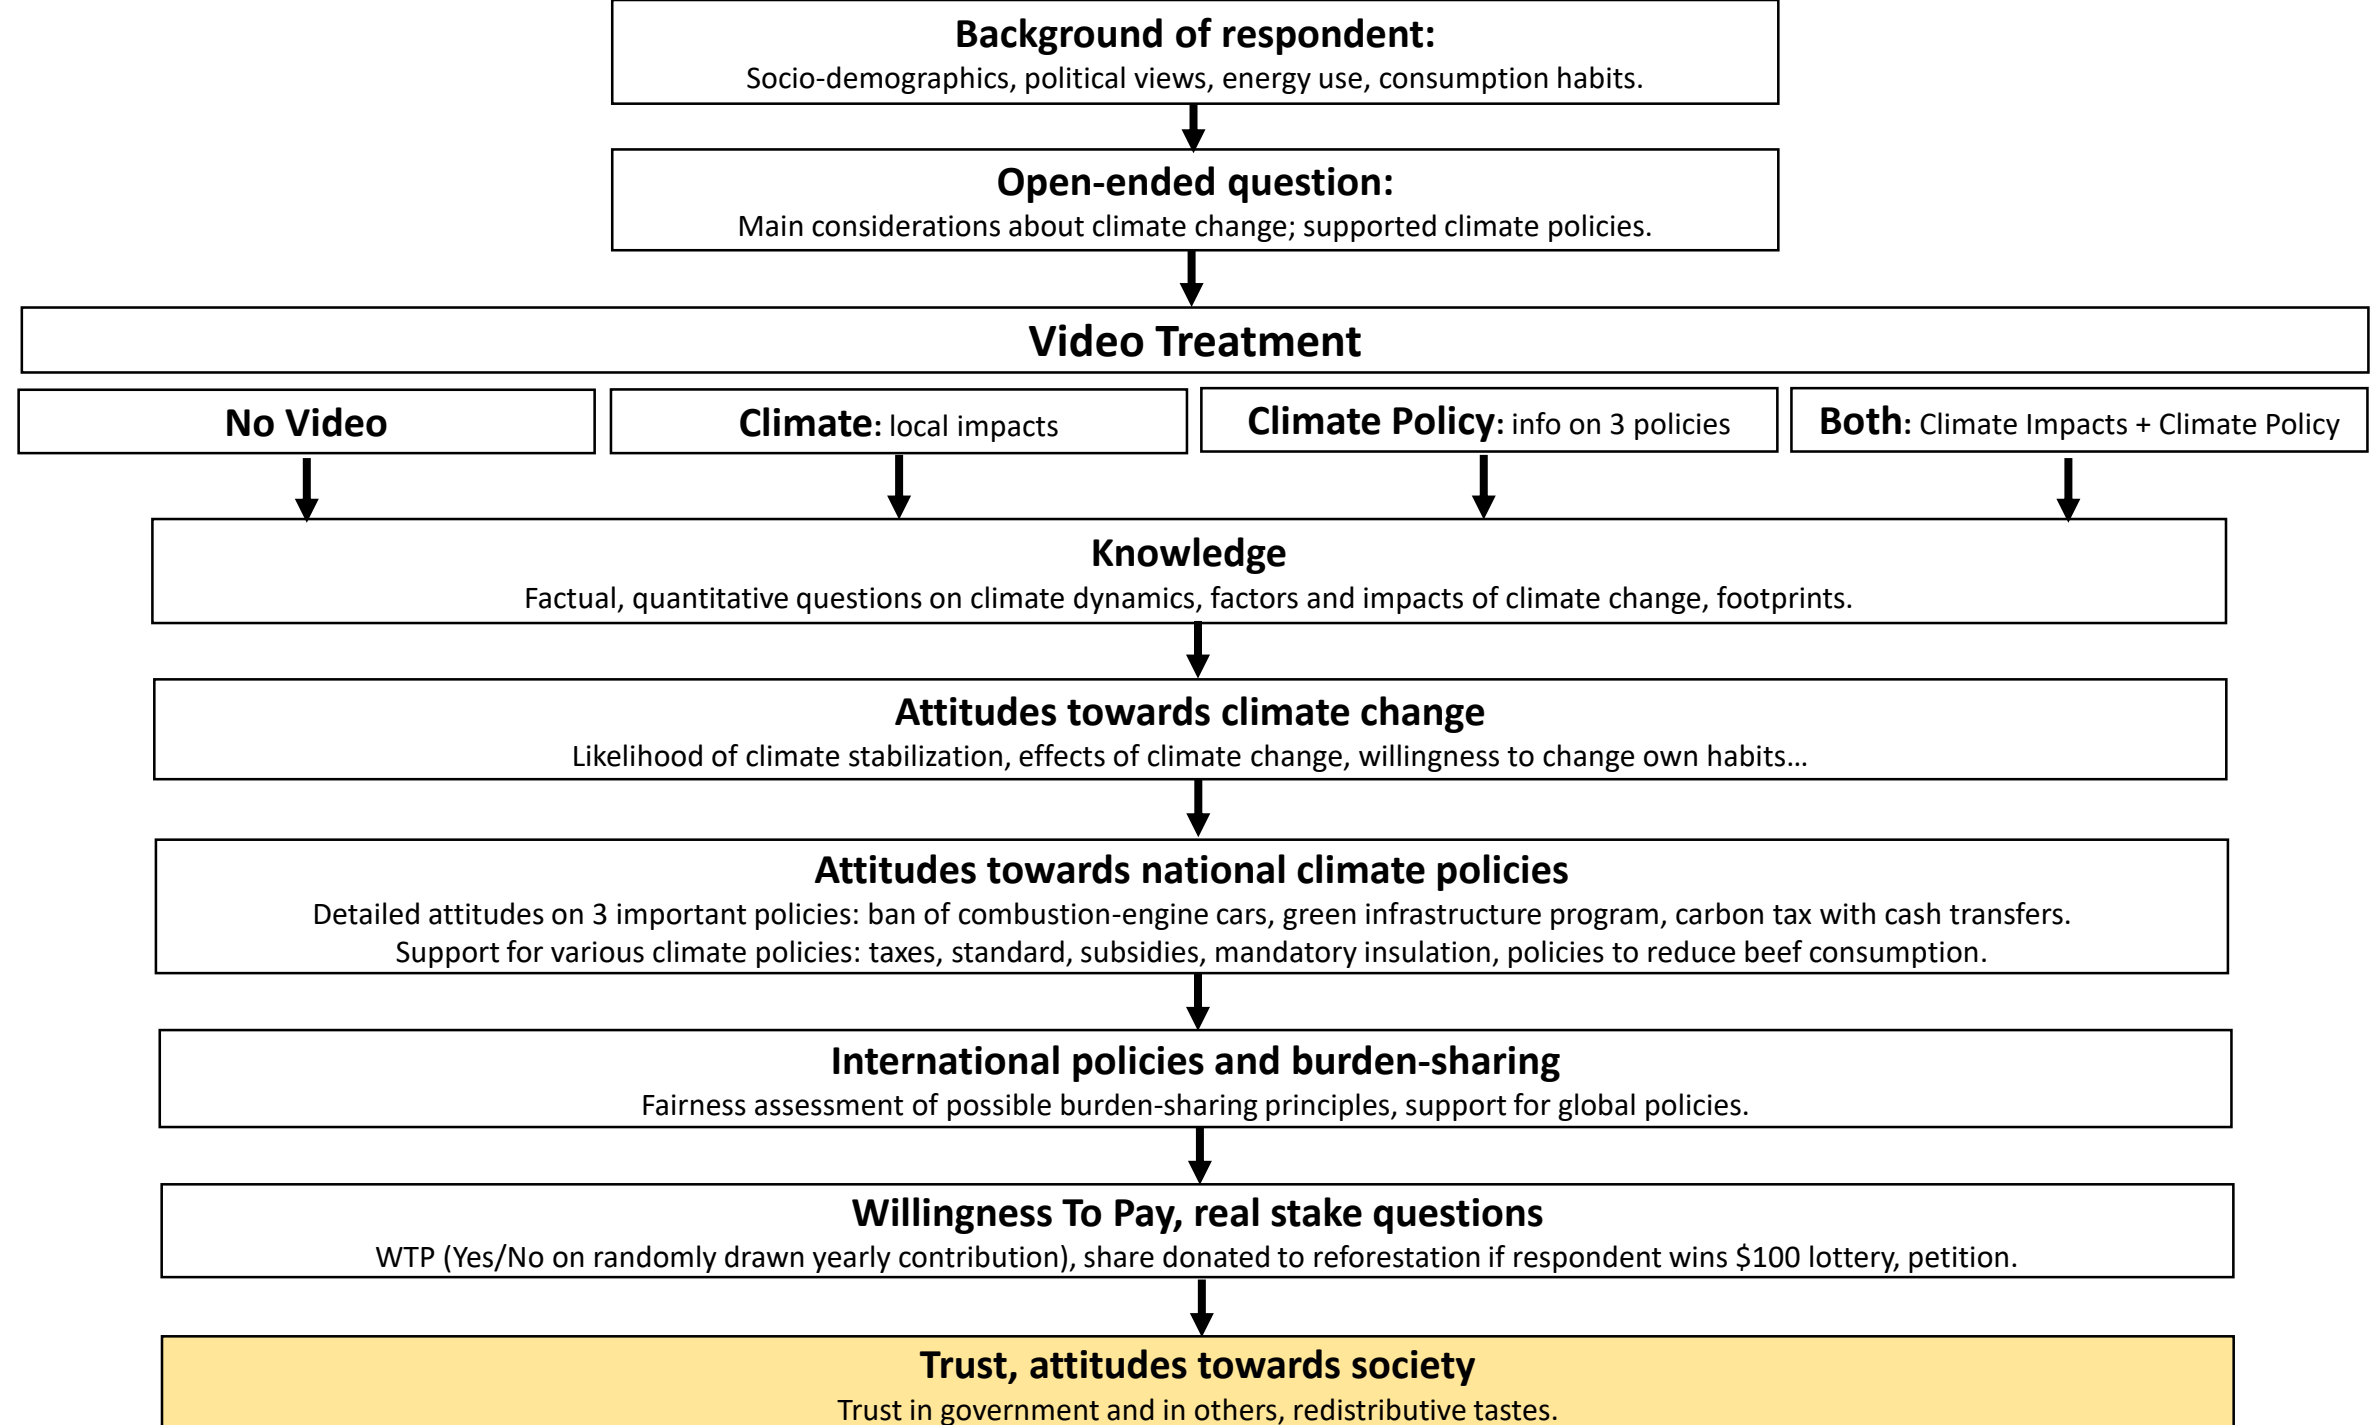 Background of respondent:
Socio-demographics, political views, energy use, consumption habits.
Open-ended question:
Main considerations about climate change; supported climate policies.
Video Treatment
No Video
Climate: local impacts
Climate Policy: info on 3 policies
Both: Climate Impacts + Climate Policy
Knowledge
Factual, quantitative questions on climate dynamics, factors and impacts of climate change, footprints.
Attitudes towards climate change
Likelihood of climate stabilization, effects of climate change, willingness to change own habits...
Attitudes towards national climate policies
Detailed attitudes on 3 important policies: ban of combustion-engine cars, green infrastructure program, carbon tax with cash transfers.
Support for various climate policies: taxes, standard, subsidies, mandatory insulation, policies to reduce beef consumption.
International policies and burden-sharing
Fairness assessment of possible burden-sharing principles, support for global policies.
Willingness To Pay, real stake questions
WTP (Yes/No on randomly drawn yearly contribution), share donated to reforestation if respondent wins $100 lottery, petition.
Trust, attitudes towards society
Trust in government and in others, redistributive tastes.